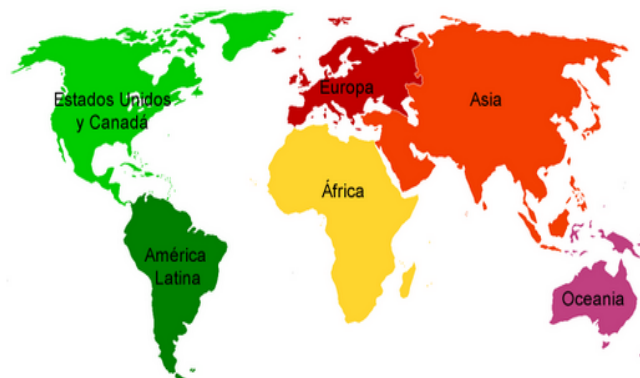 Estados Unidos
y Canadá
Europa
Asia
África
América
Latina
Oceania